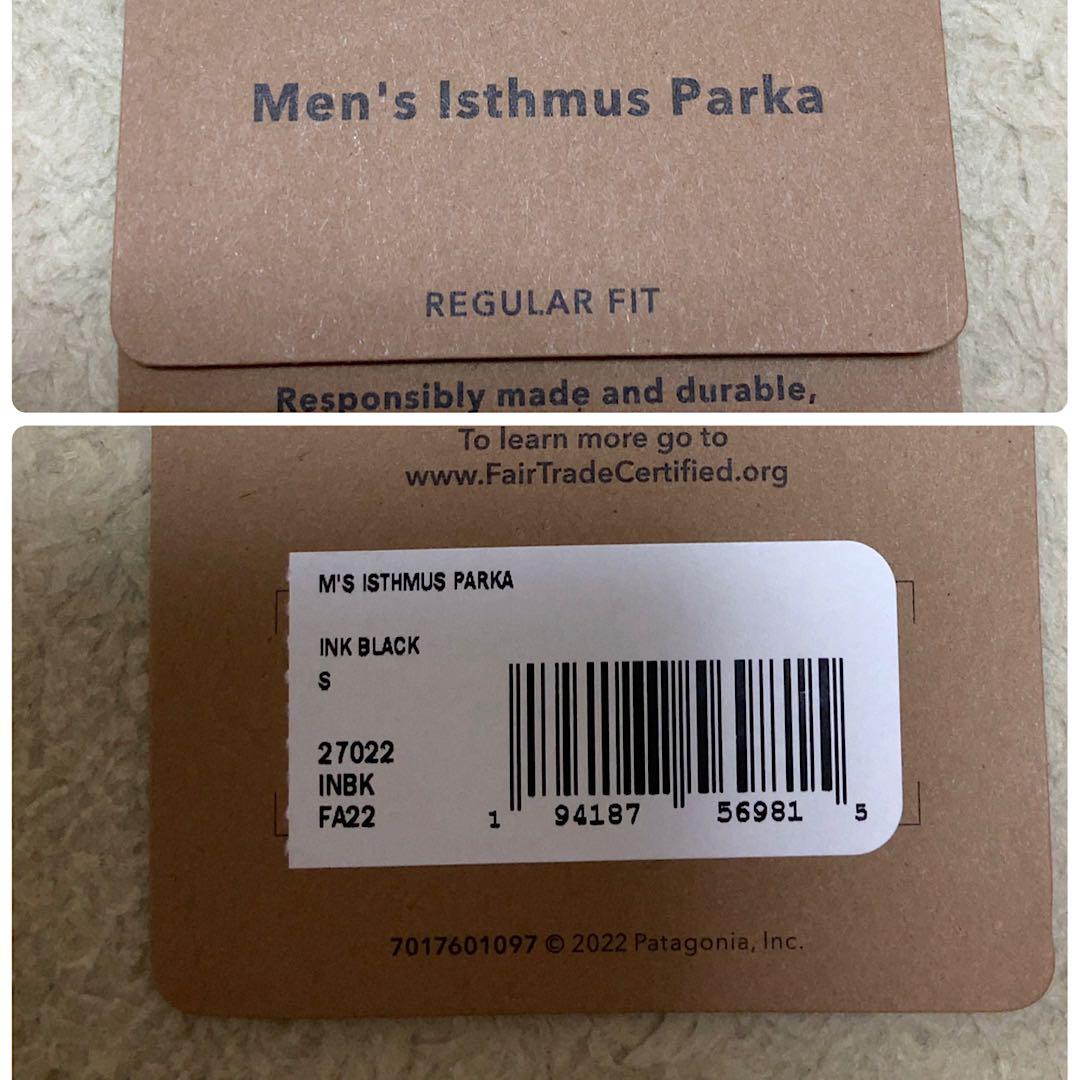 Men's Isthmus Parka
REGULAR FIT
Responsibly made and durable,
To learn more go to
www.FairTradeCertified.org
M'S ISTHMUS PARKA
INK BLACK
S
27022
INBK
FA22
1 94187 56981 5
7017601097 © 2022 Patagonia, Inc.